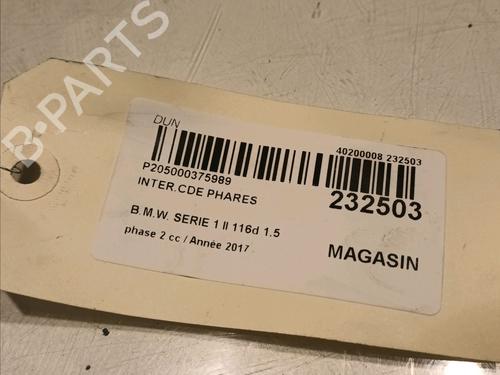 B-PARTS
DUN
P205000375989
INTER.CDE PHARES
B.M.W. SERIE 1 II 116d 1.5
phase 2 cc / Année 2017
40200008 232503
232503
MAGASIN